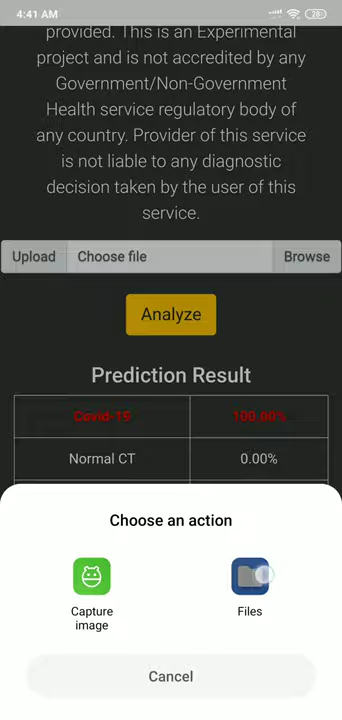 4:41 AM
28
provided. This is an Experimental
project and is not accredited by any
Government/Non-Government
Health service regulatory body of
any country. Provider of this service
is not liable to any diagnostic
decision taken by the user of this
service.
Upload Choose file Browse
Analyze
Prediction Result
Covid-19 100.00%
Normal CT 0.00%
Choose an action
Capture image
Files
Cancel